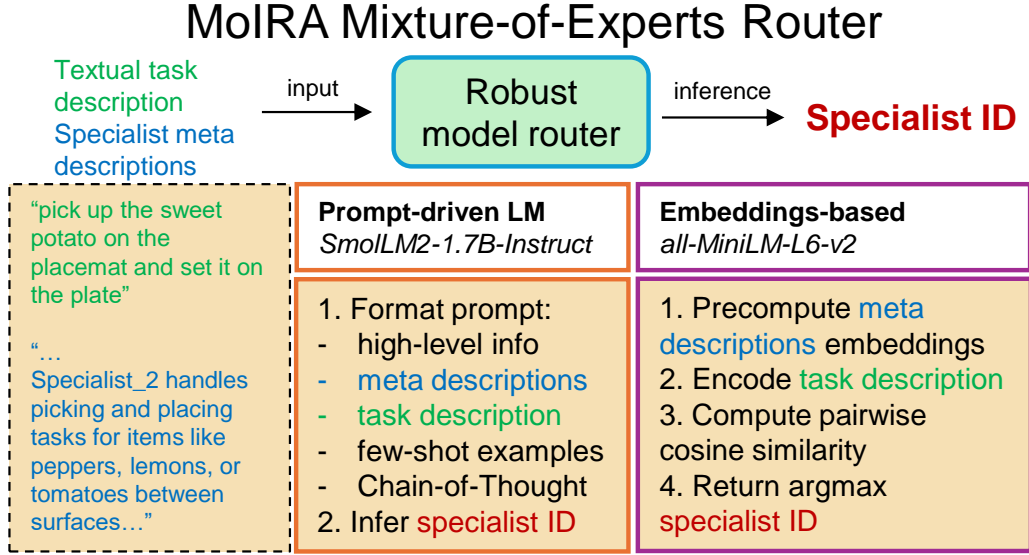 MoIRA Mixture-of-Experts Router
Textual task
description
Specialist meta
descriptions
input
Robust
model router
inference
Specialist ID
“pick up the sweet
potato on the
placemat and set it on
the plate”
“…
Specialist_2 handles
picking and placing
tasks for items like
peppers, lemons, or
tomatoes between
surfaces…”
Prompt-driven LM
SmolLM2-1.7B-Instruct
1. Format prompt:
- high-level info
- meta descriptions
- task description
- few-shot examples
- Chain-of-Thought
2. Infer specialist ID
Embeddings-based
all-MiniLM-L6-v2
1. Precompute meta
descriptions embeddings
2. Encode task description
3. Compute pairwise
cosine similarity
4. Return argmax
specialist ID